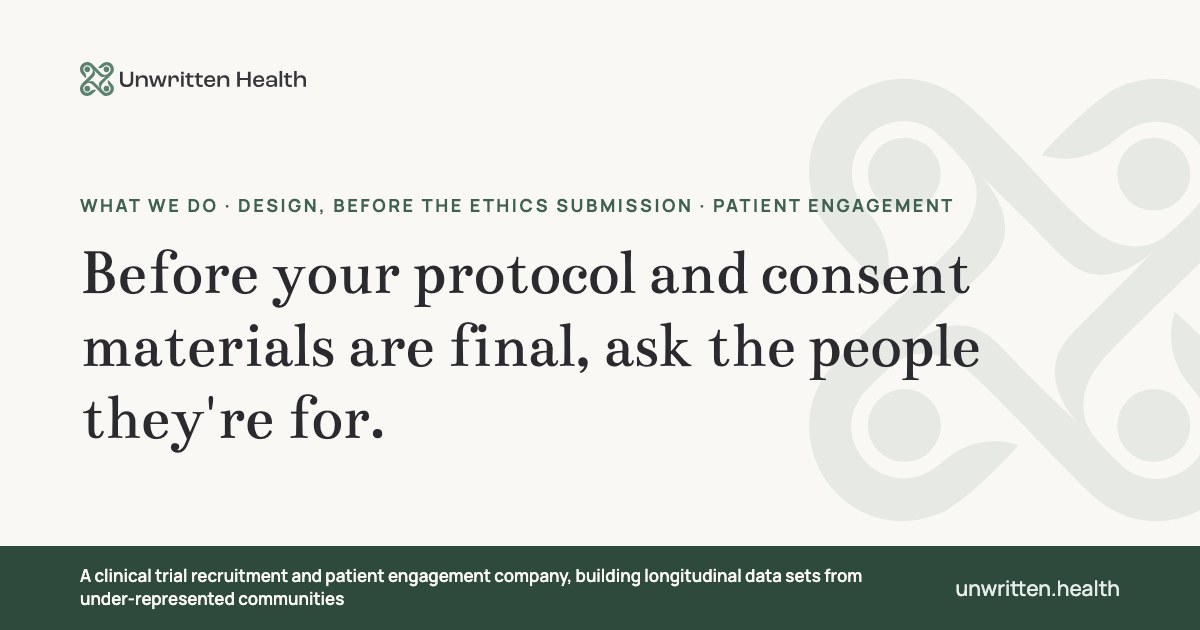 Unwritten Health
WHAT WE DO · DESIGN, BEFORE THE ETHICS SUBMISSION · PATIENT ENGAGEMENT
Before your protocol and consent
materials are final, ask the people
they're for.
A clinical trial recruitment and patient engagement company, building longitudinal data sets from
under-represented communities
unwritten.health